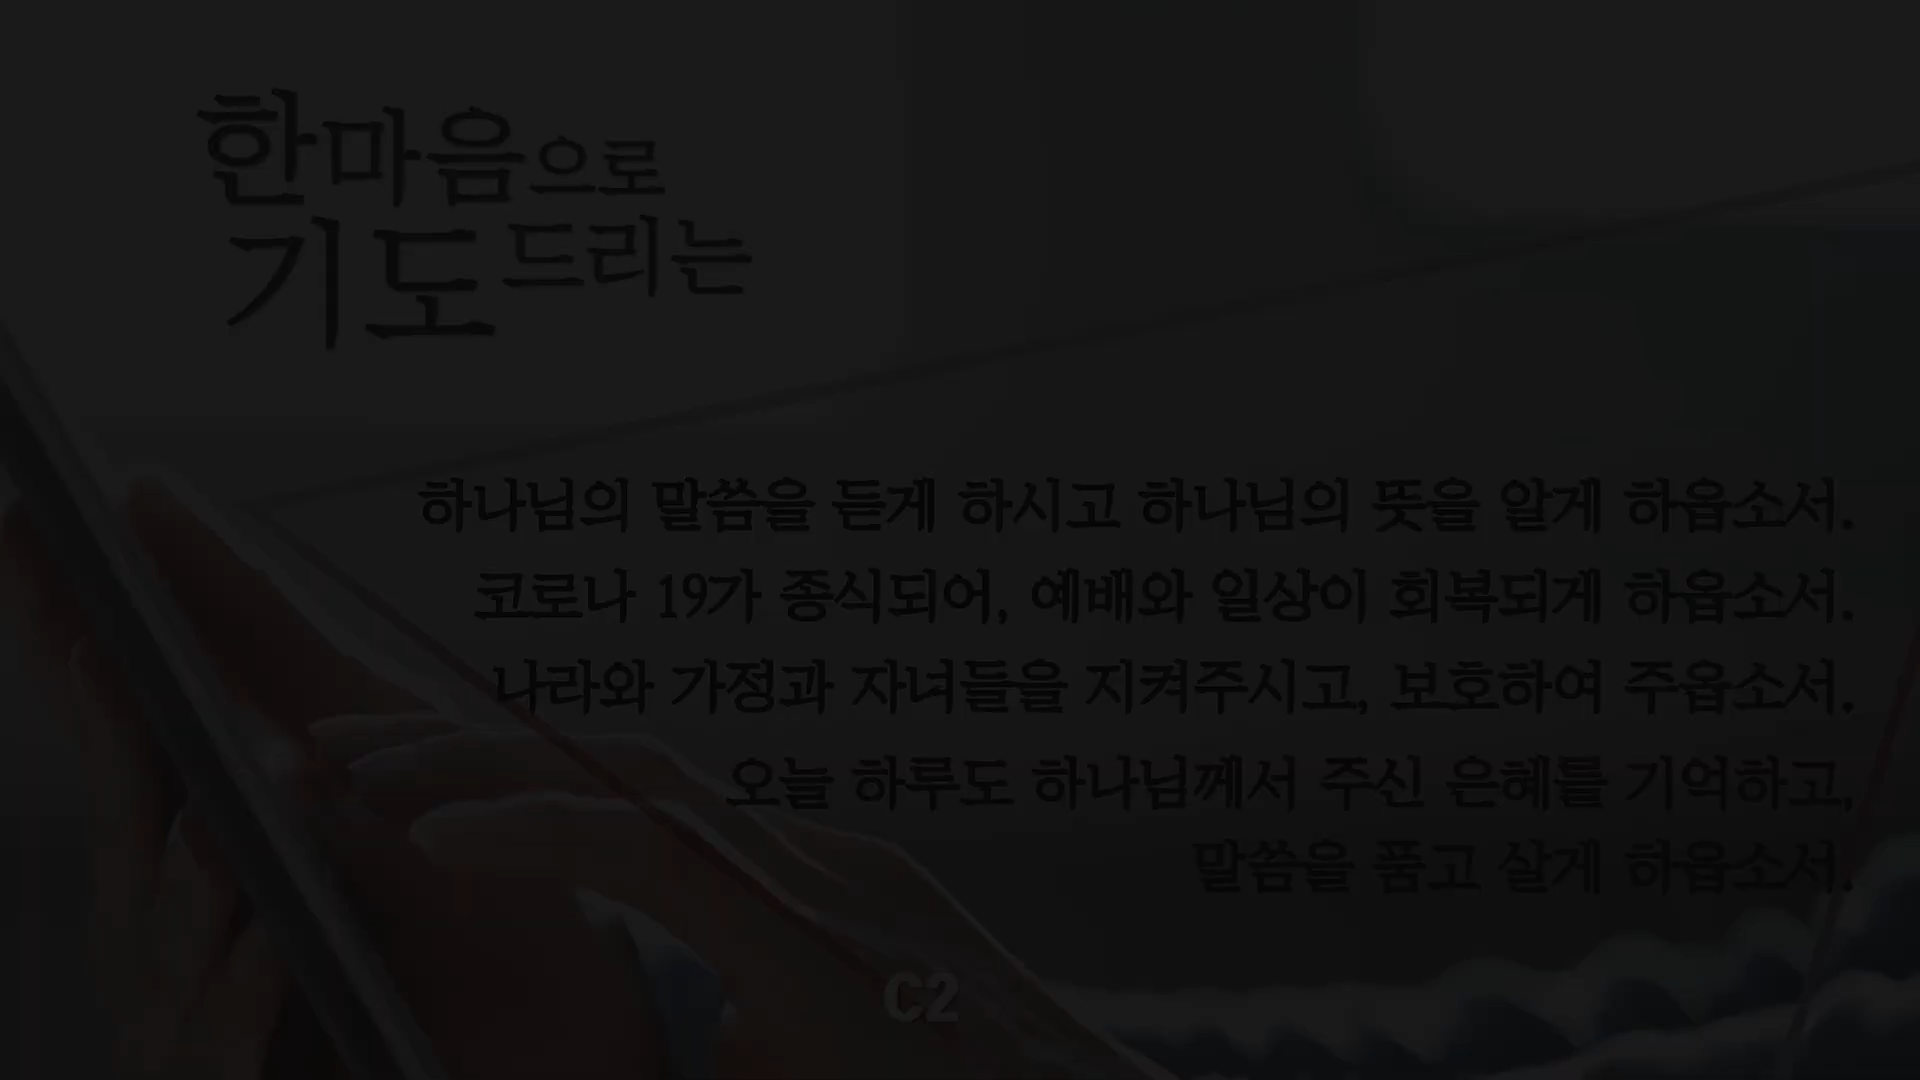 한마음으로
기도드리는
하나님의 말씀을 듣게 하시고 하나님의 뜻을 알게 하옵소서.
코로나 19가 종식되어, 예배와 일상이 회복되게 하옵소서.
나라와 가정과 자녀들을 지켜주시고, 보호하여 주옵소서.
오늘 하루도 하나님께서 주신 은혜를 기억하고,
말씀을 품고 살게 하옵소서.
C2